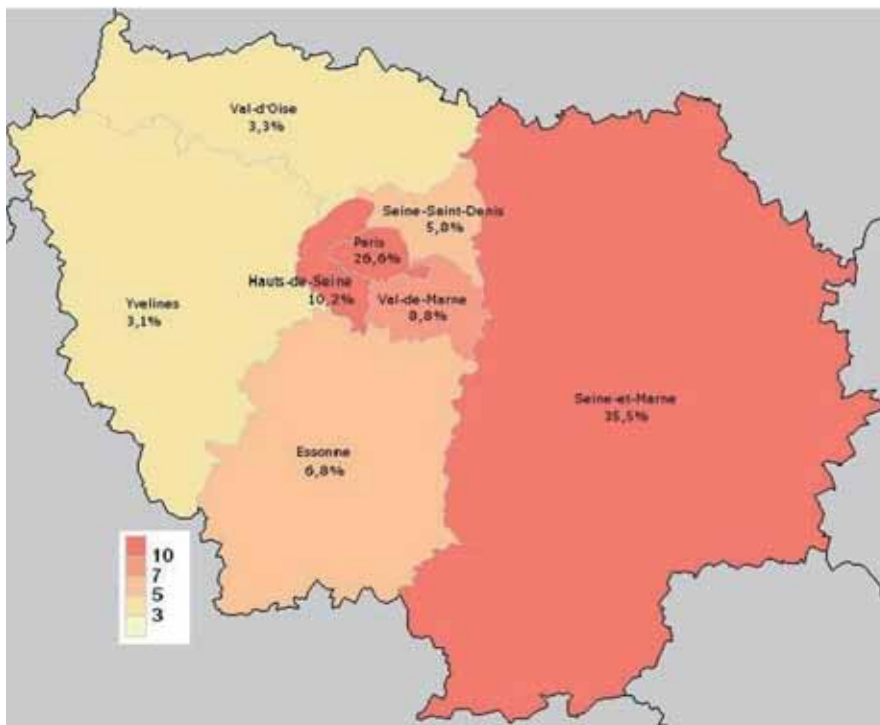 Val-d'Oise
3,3%
Seine-Saint-Denis
5,8%
Paris
26,6%
Hauts-de-Seine
10,2%
Val-de-Marne
8,8%
Yvelines
3,1%
Seine-et-Marne
35,5%
Essonne
6,8%
10
7
5
3